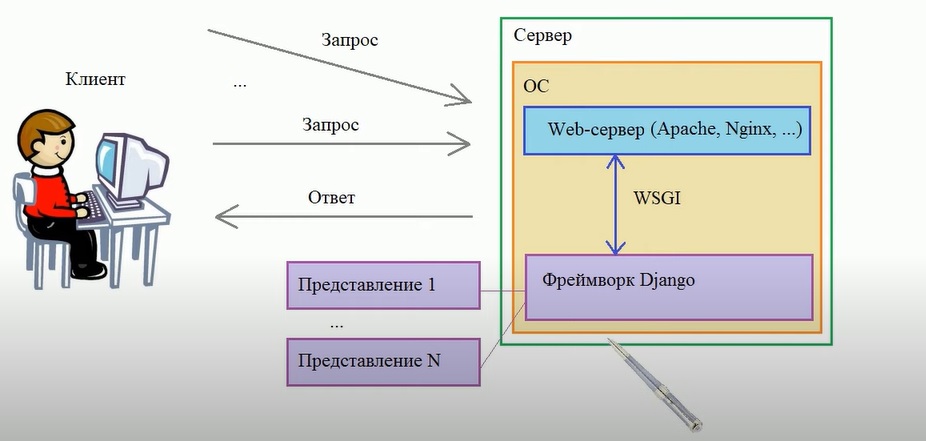 Запрос
Сервер
Клиент
...
ОС
Запрос
Web-сервер (Apache, Nginx, ...)
Ответ
WSGI
Представление 1
Фреймворк Django
...
Представление N